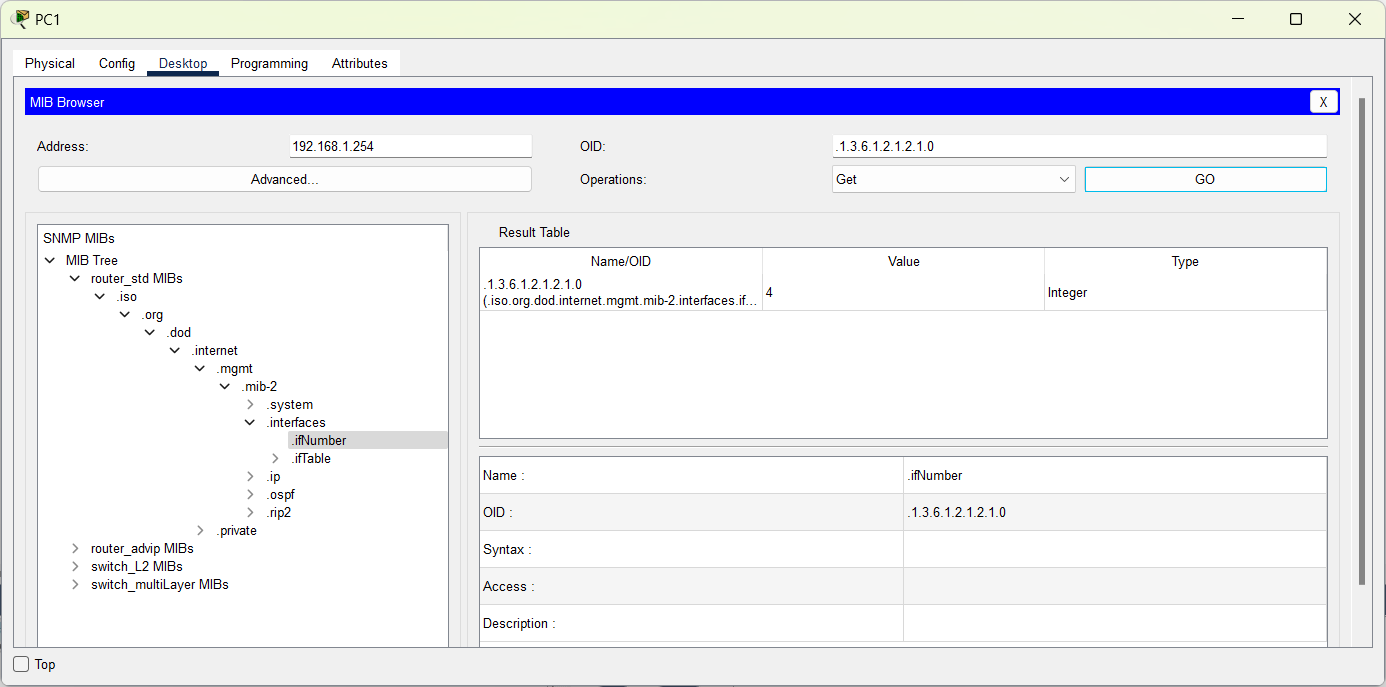 PC1
Physical Config Desktop Programming Attributes
MIB Browser X
Address: 192.168.1.254 OID: .1.3.6.1.2.1.2.1.0
Advanced... Operations: Get GO
SNMP MIBs
MIB Tree
router_std MIBs
.iso
.org
.dod
.internet
.mgmt
.mib-2
.system
.interfaces
.ifNumber
.ifTable
.ip
.ospf
.rip2
.private
router_advip MIBs
switch_L2 MIBs
switch_multiLayer MIBs
Result Table
Name/OID Value Type
.1.3.6.1.2.1.2.1.0
(.iso.org.dod.internet.mgmt.mib-2.interfaces.if... 4 Integer
Name : .ifNumber
OID : .1.3.6.1.2.1.2.1.0
Syntax :
Access :
Description :
Top